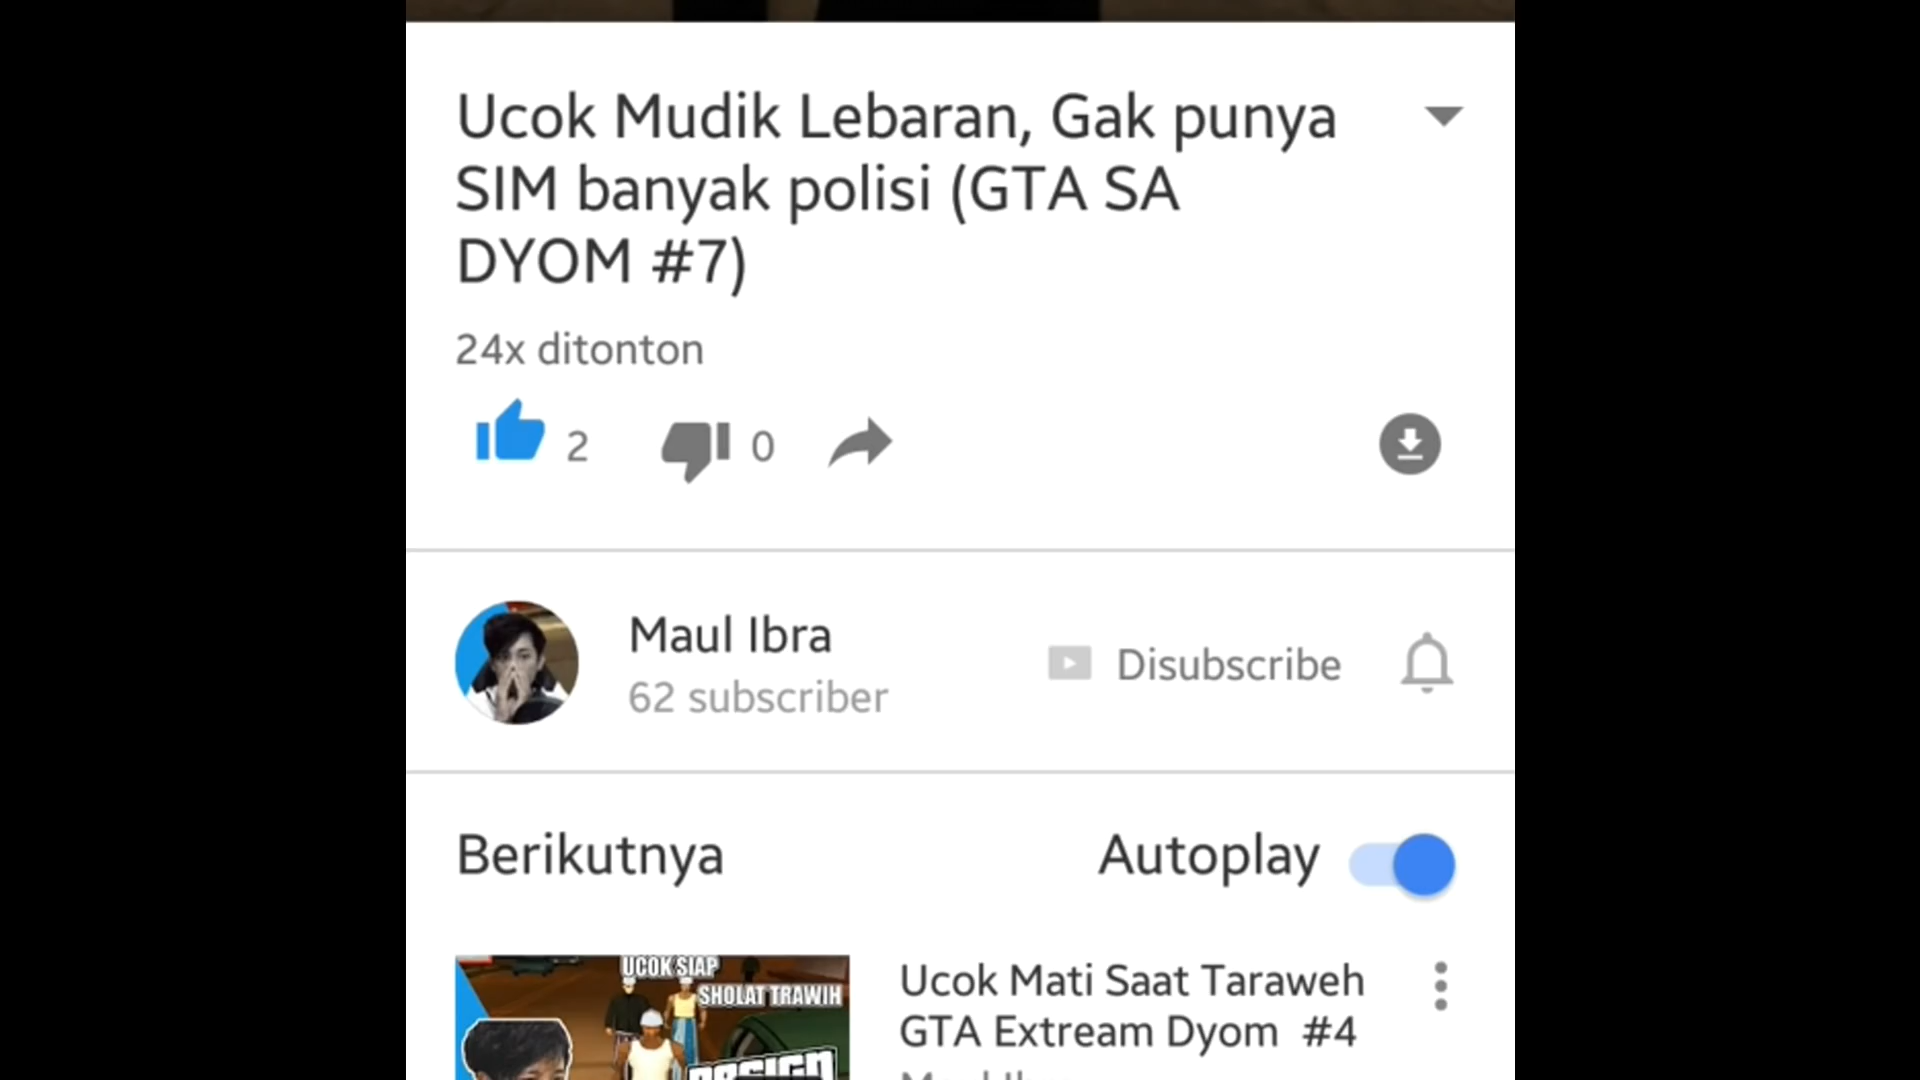 Ucok Mudik Lebaran, Gak punya
SIM banyak polisi (GTA SA
DYOM #7)
24x ditonton
2
0
Maul Ibra
62 subscriber
Disubscribe
Berikutnya
Autoplay
UCOK SIAP
SHOLAT TRAWIH
Ucok Mati Saat Taraweh
GTA Extream Dyom #4